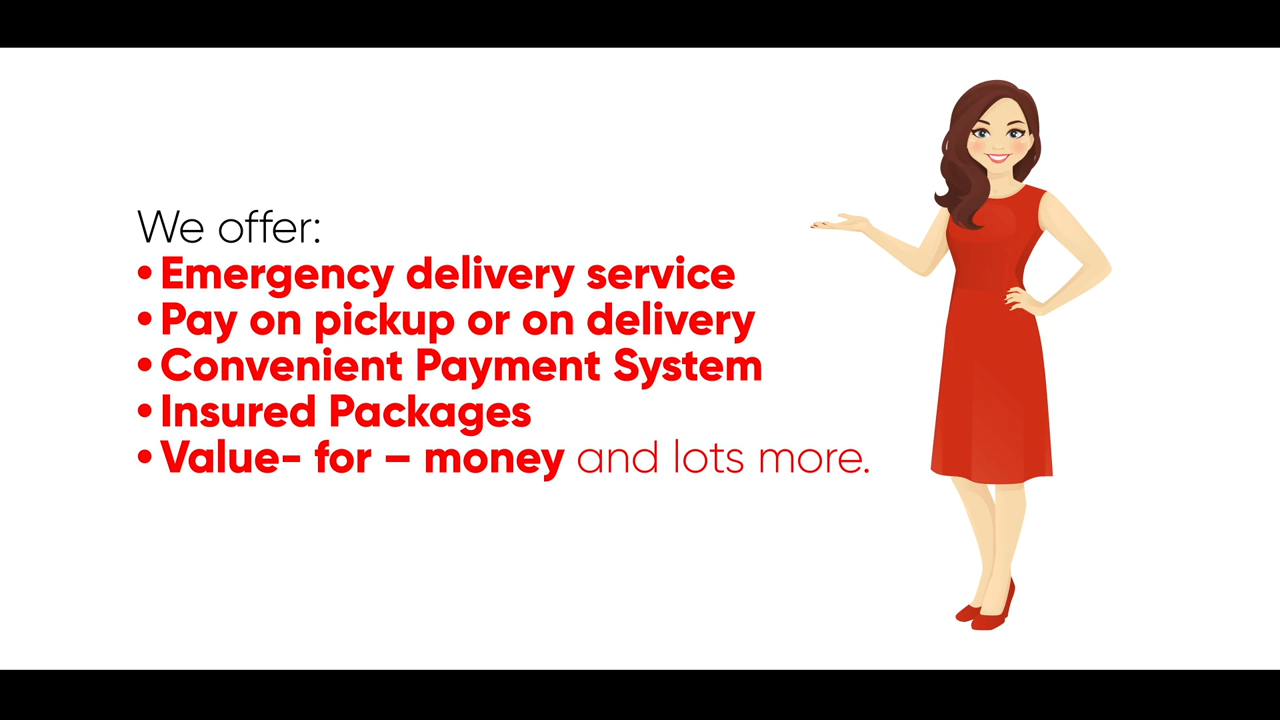 We offer:
• Emergency delivery service
• Pay on pickup or on delivery
• Convenient Payment System
• Insured Packages
• Value- for – money and lots more.